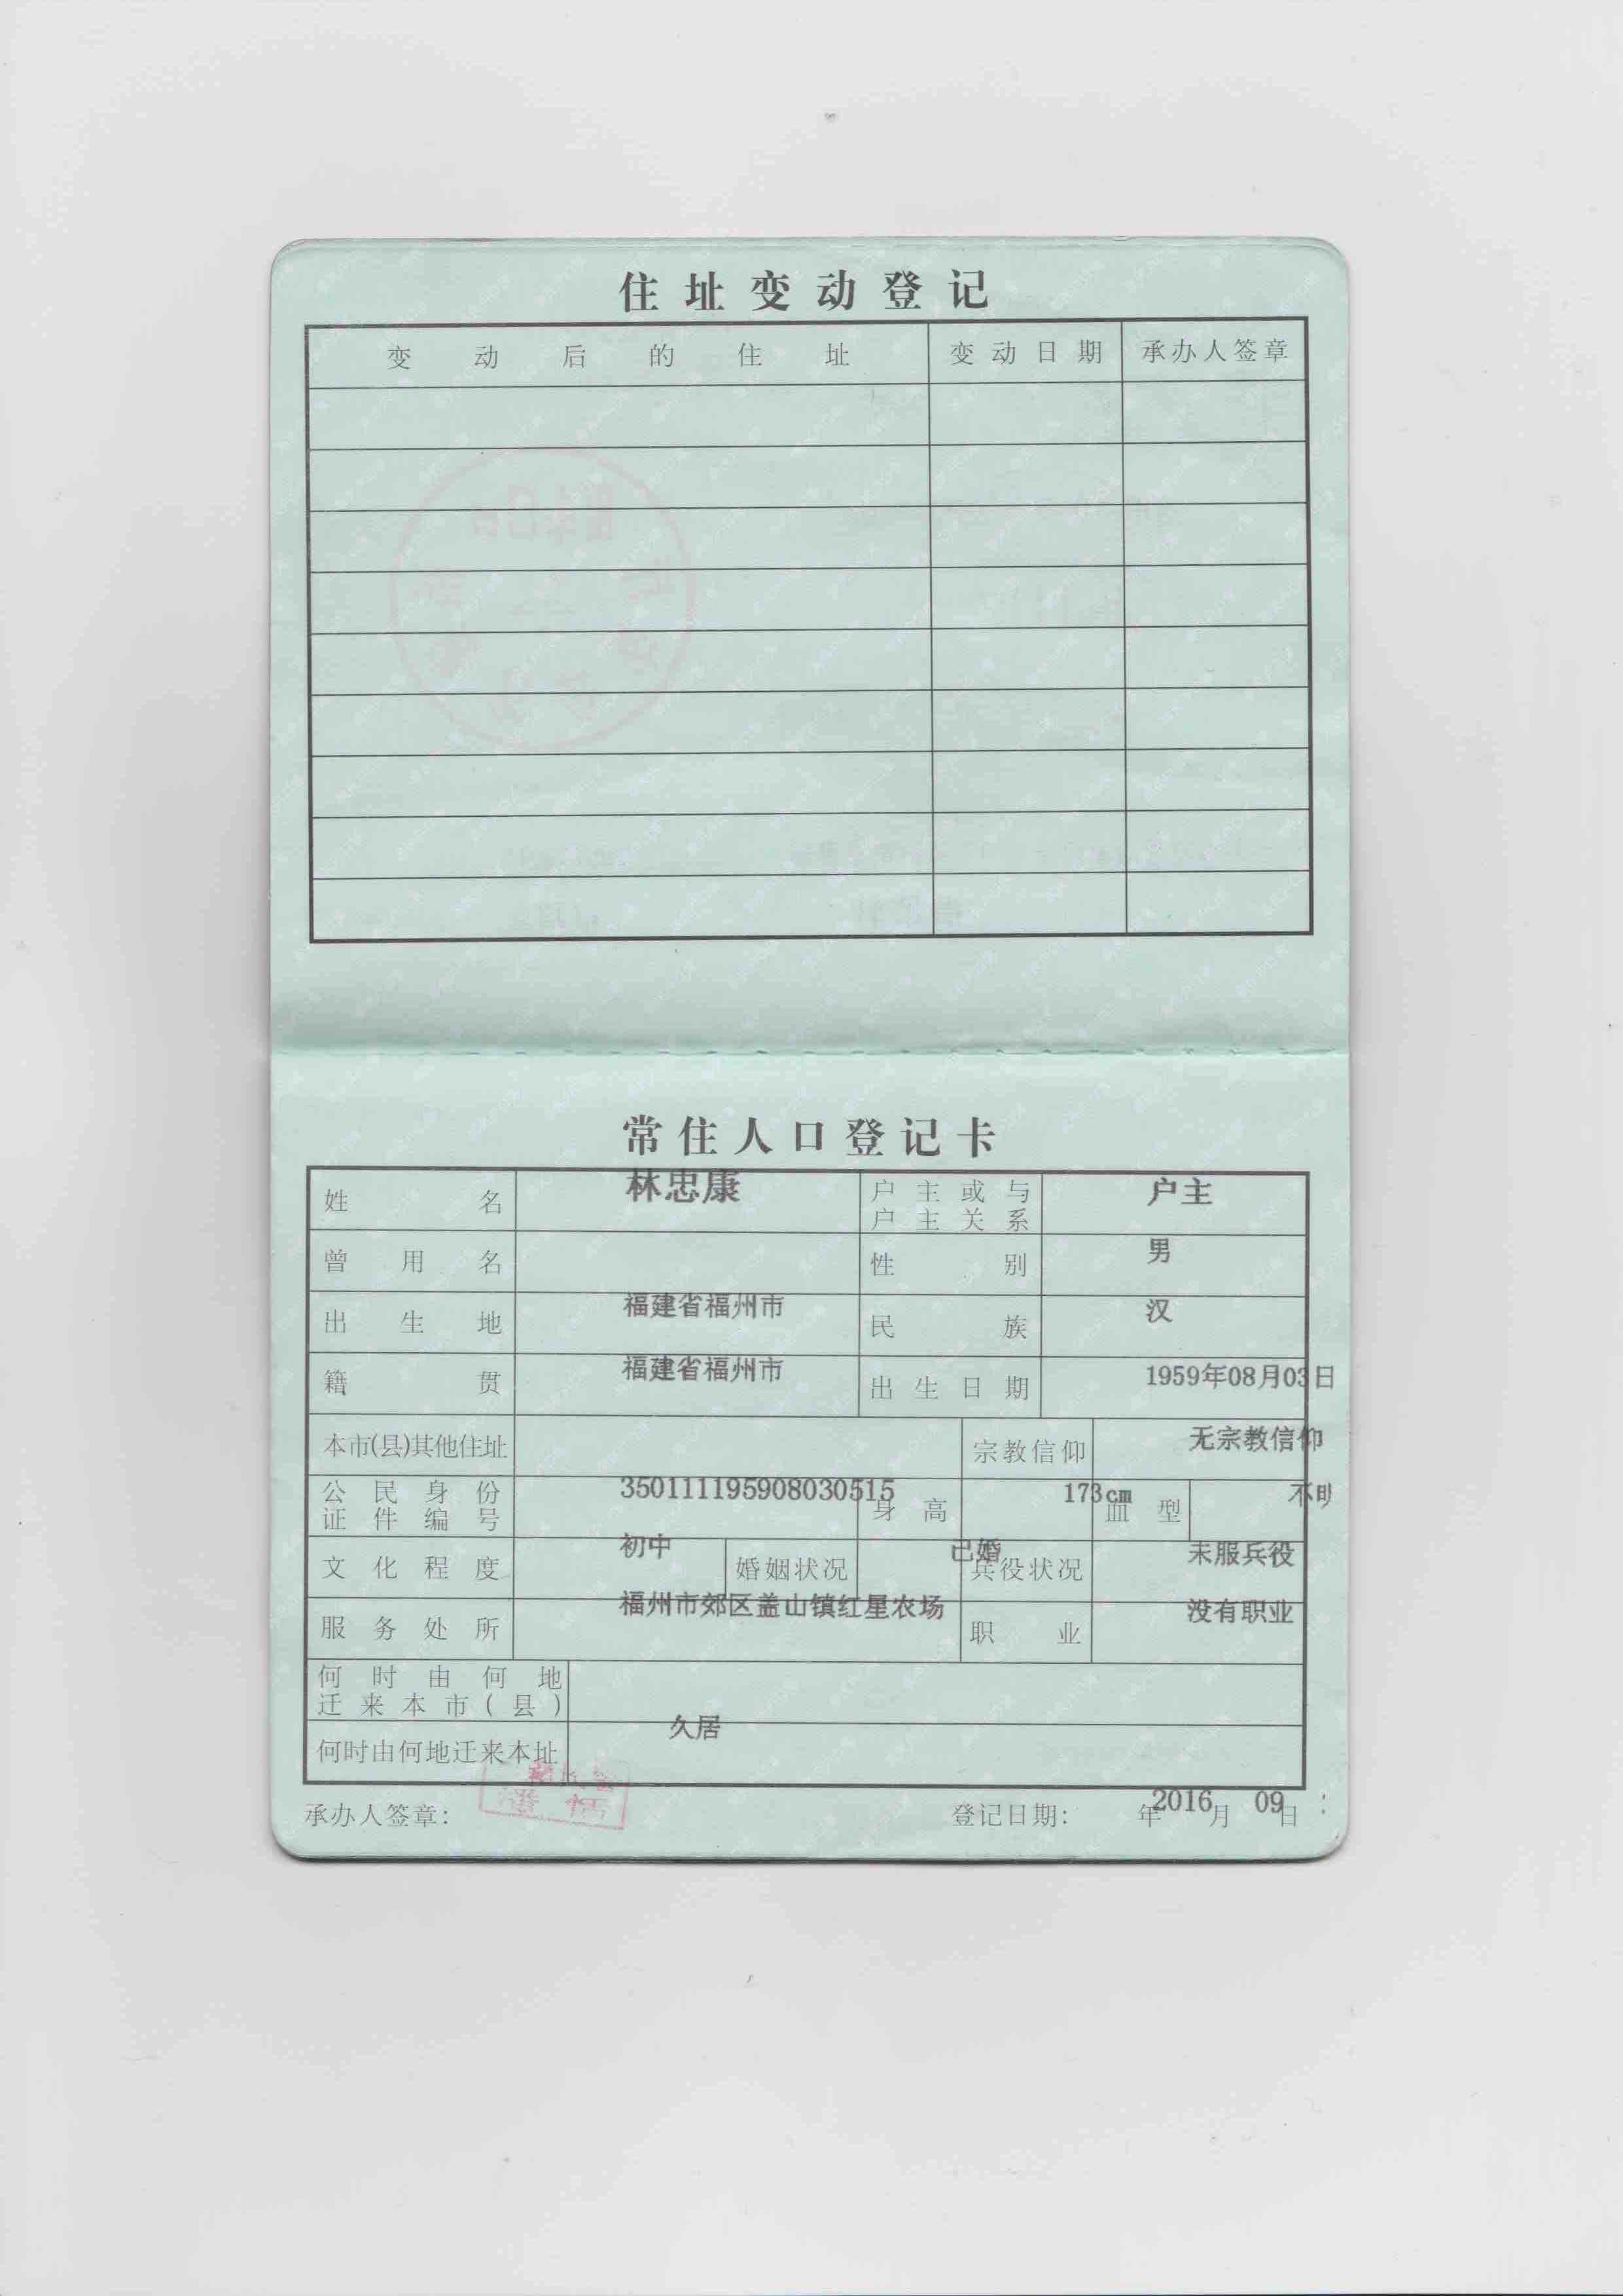 住址变动登记
变动后的住址 变动日期 承办人签章
常住人口登记卡
姓名 林忠康 户主或与户主关系 户主
曾用名 性别 男
出生地 福建省福州市 民族 汉
籍贯 福建省福州市 出生日期 1959年08月03日
本市(县)其他住址 宗教信仰 无宗教信仰
公民身份证件编号 350111195908030515 身高 173cm 血型 不明
文化程度 初中 婚姻状况 已婚 兵役状况 未服兵役
服务处所 福州市郊区盖山镇红星农场 职业 没有职业
何时由何地迁来本市(县)
何时由何地迁来本址 久居
承办人签章: 登记日期: 2016年09月 日